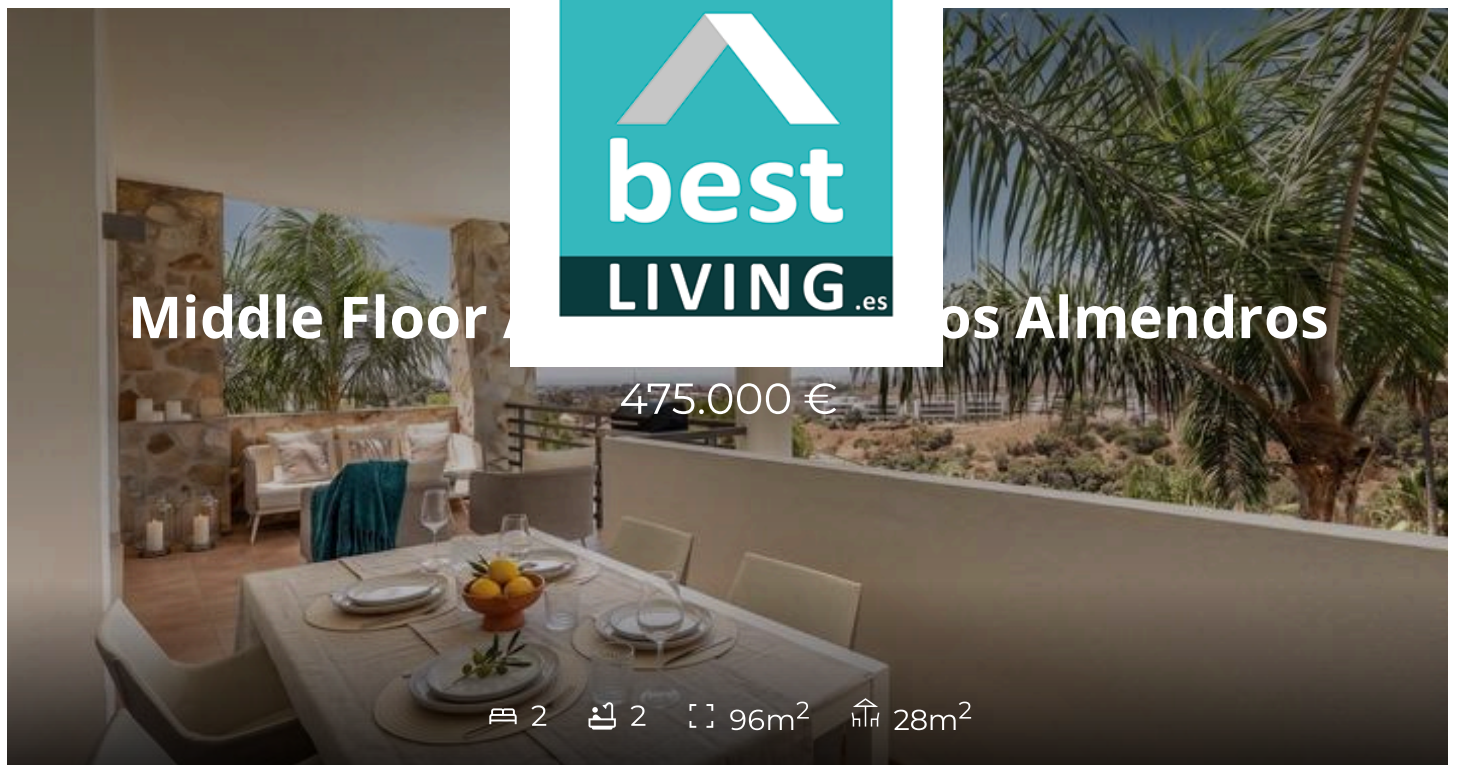 best
LIVING.es
Middle Floor os Almendros
475.000 €
2 2 96m² 28m²